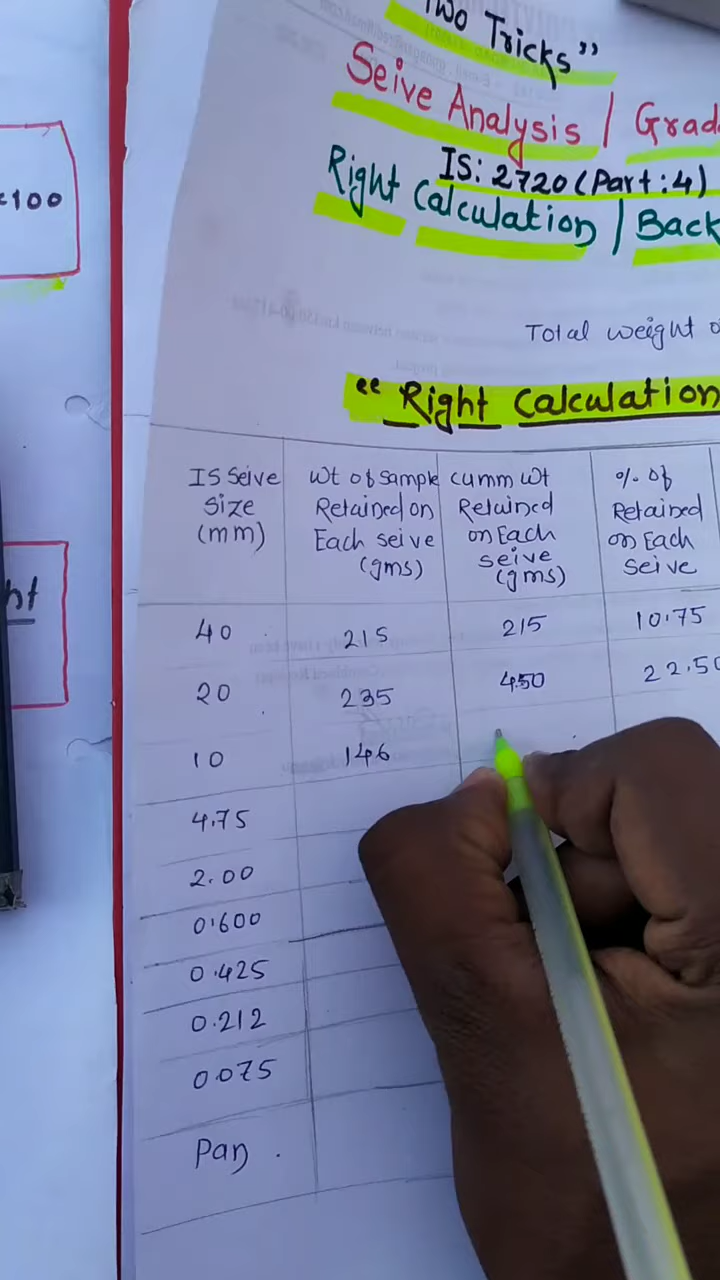 Two Tricks"
Seive Analysis / Grad
IS: 2720 (Part:4)
Right Calculation / Back
×100
Total weight o
"Right Calculation
IS Seive Size (mm)
Wt of Sample Retained on Each seive (gms)
cumm wt Retained on Each seive (gms)
% of Retained on Each Seive
40 215 215 10.75
20 235 450 22.50
10 146
4.75
2.00
0.600
0.425
0.212
0.075
Pan
ht